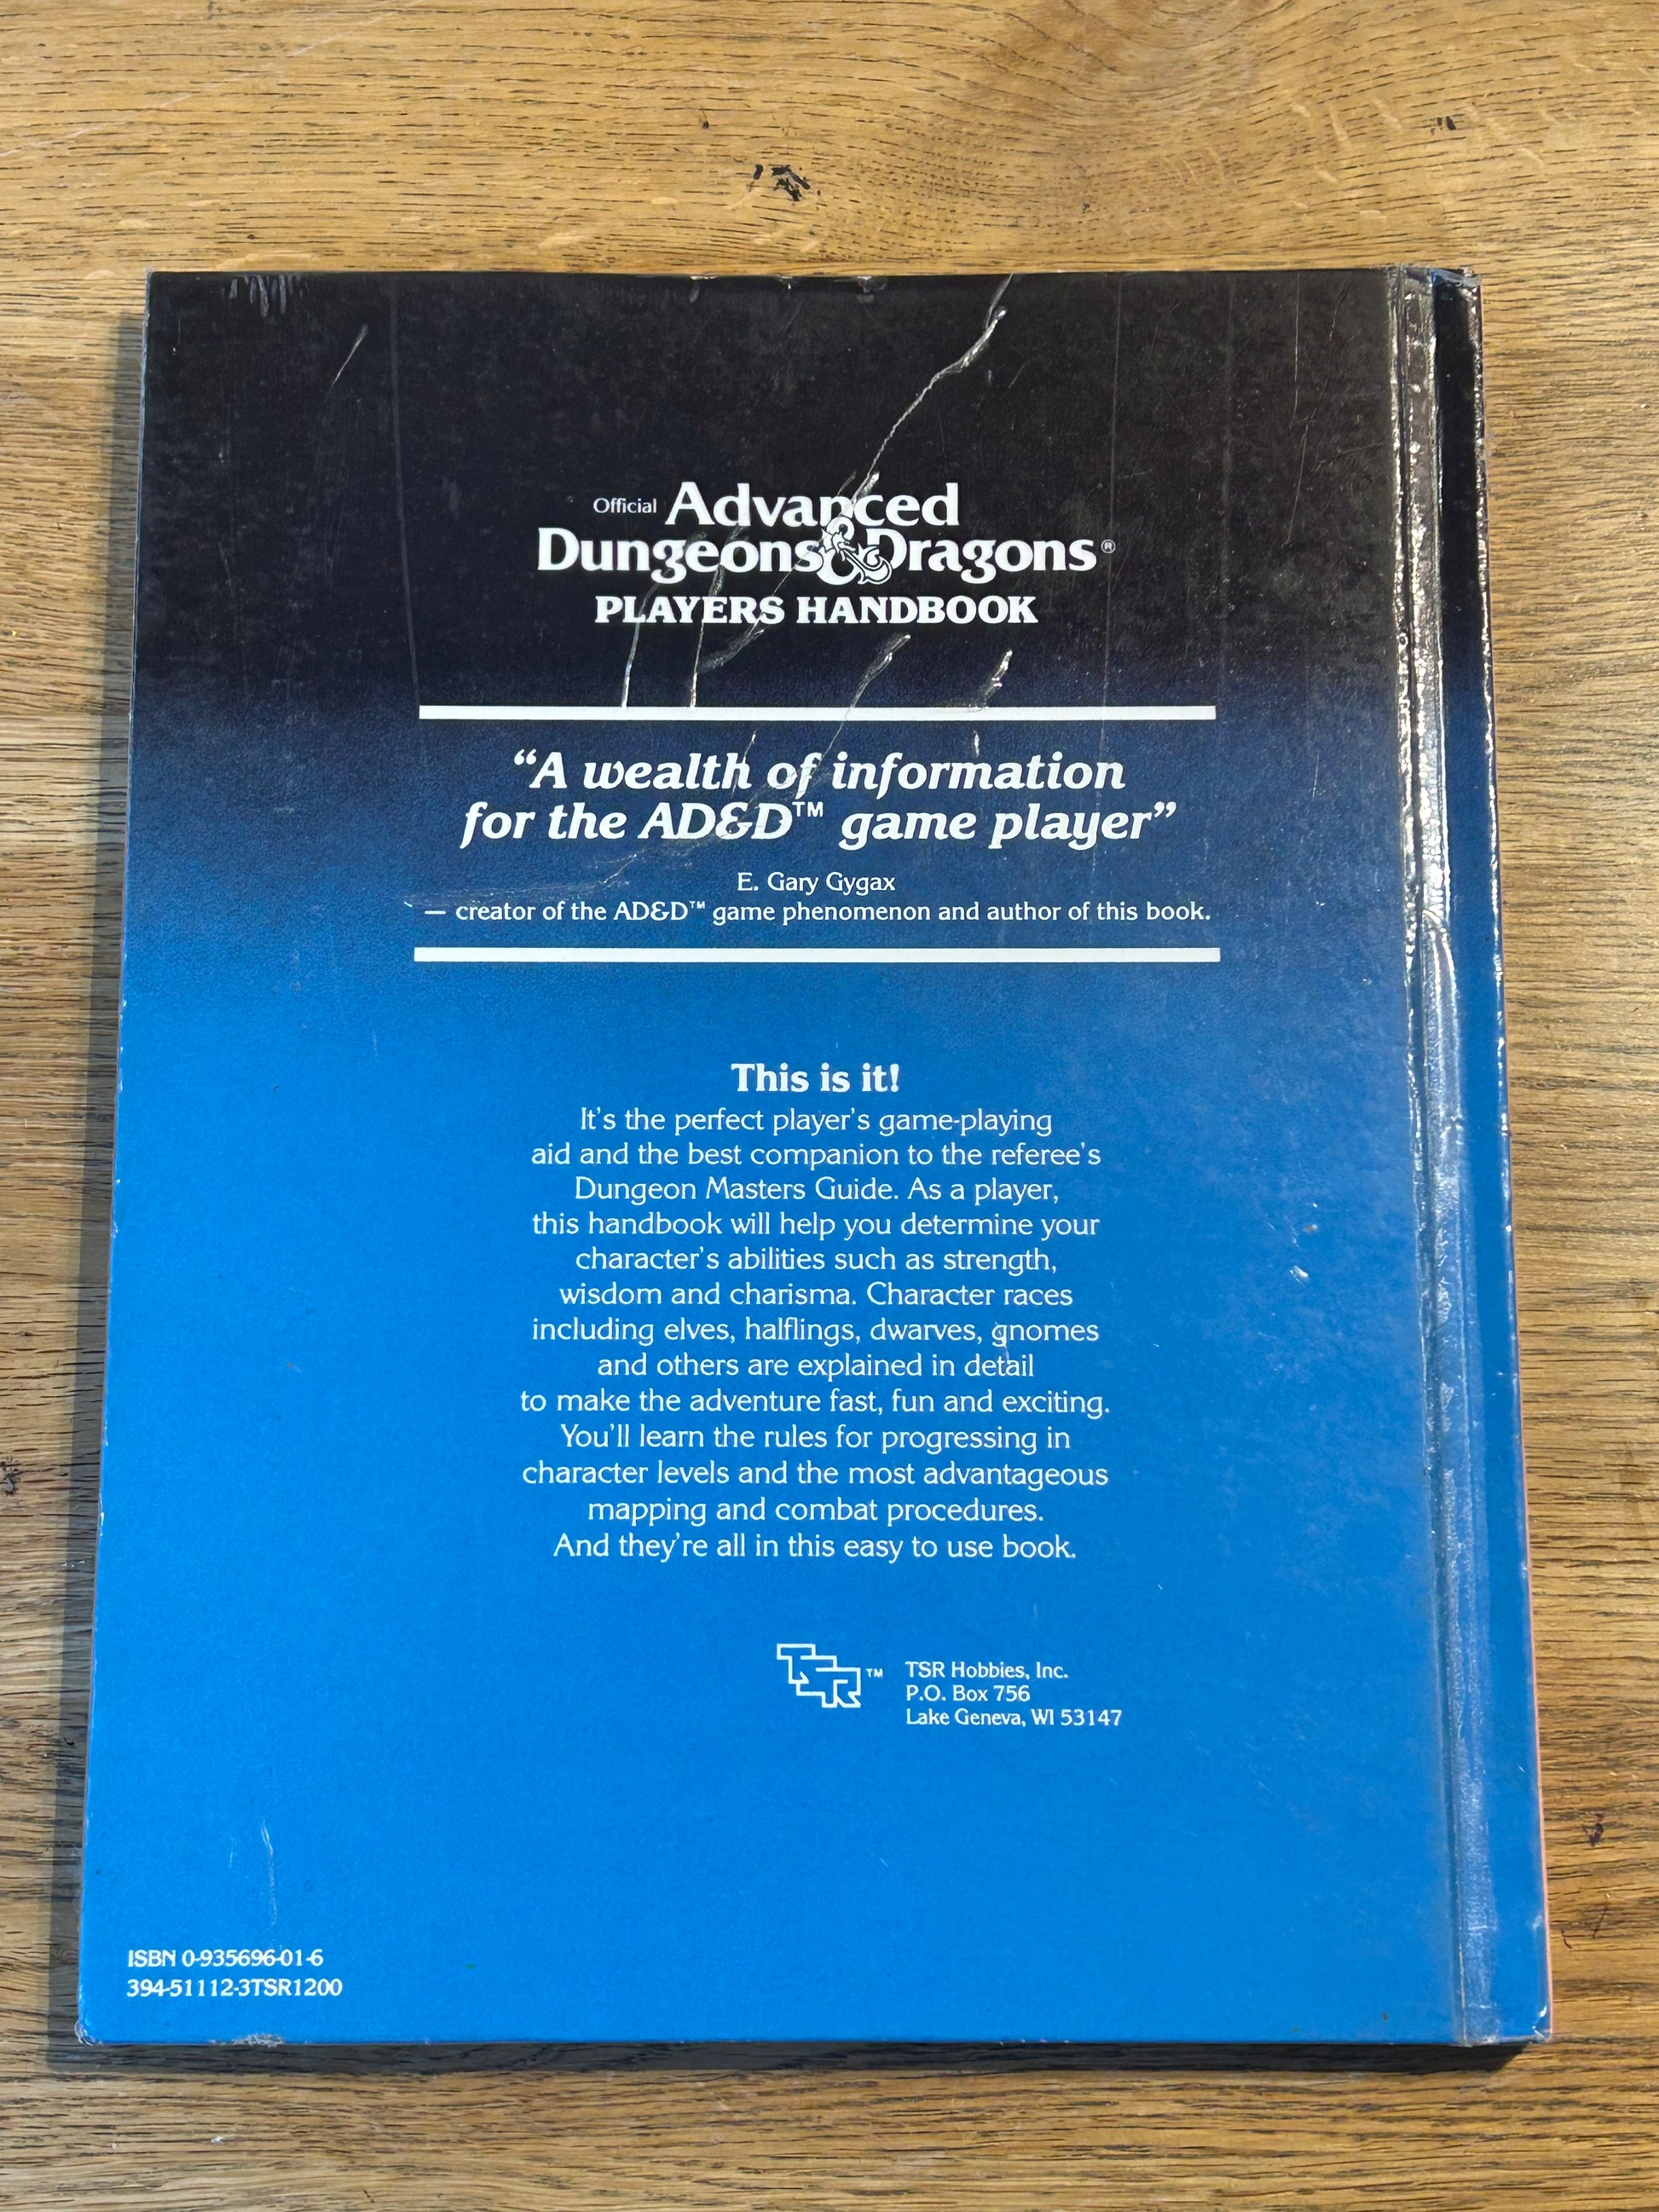 Official Advanced
Dungeons & Dragons®
PLAYERS HANDBOOK
“A wealth of information
for the AD&D™ game player”
E. Gary Gygax
— creator of the AD&D™ game phenomenon and author of this book.
This is it!
It's the perfect player's game-playing
aid and the best companion to the referee's
Dungeon Masters Guide. As a player,
this handbook will help you determine your
character's abilities such as strength,
wisdom and charisma. Character races
including elves, halflings, dwarves, gnomes
and others are explained in detail
to make the adventure fast, fun and exciting.
You'll learn the rules for progressing in
character levels and the most advantageous
mapping and combat procedures.
And they're all in this easy to use book.
TSR™
TSR Hobbies, Inc.
P.O. Box 756
Lake Geneva, WI 53147
ISBN 0-935696-01-6
394-51112-3TSR1200